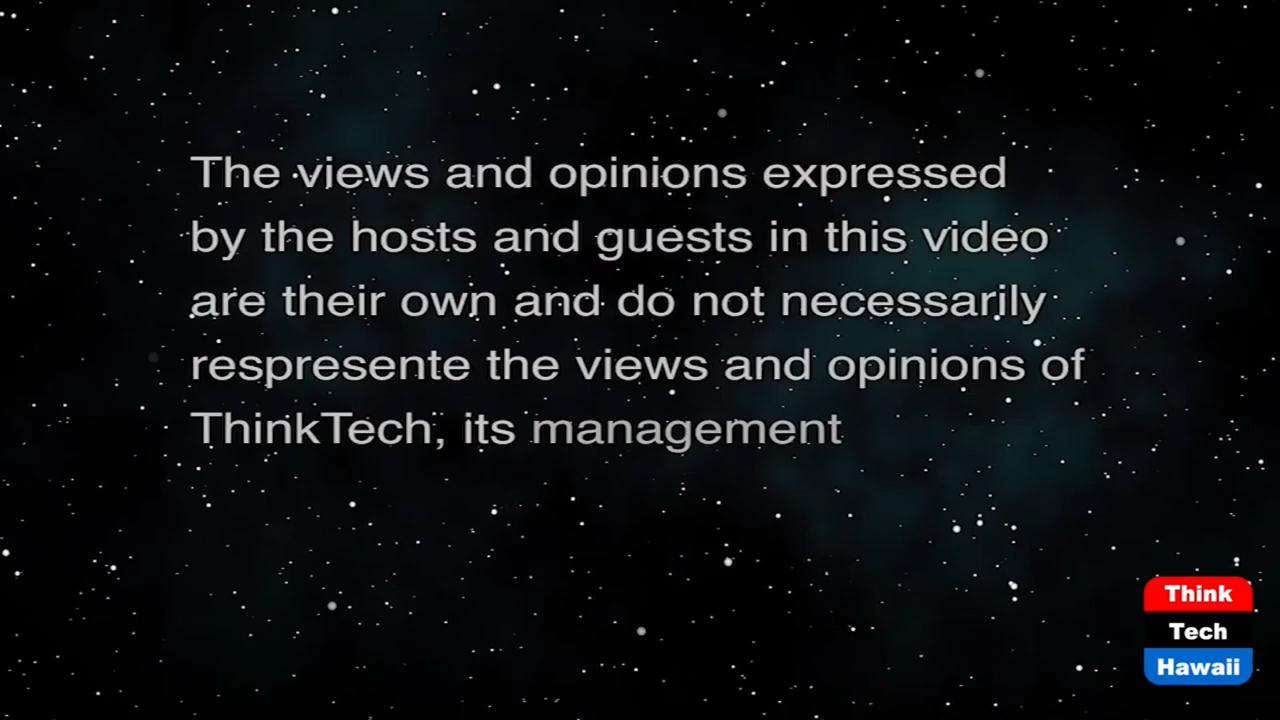 The views and opinions expressed
by the hosts and guests in this video
are their own and do not necessarily
respresente the views and opinions of
ThinkTech, its management
Think
Tech
Hawaii